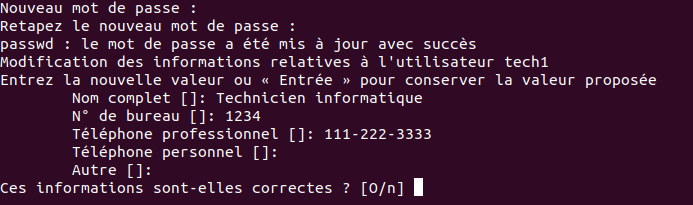 Nouveau mot de passe :
Retapez le nouveau mot de passe :
passwd : le mot de passe a été mis à jour avec succès
Modification des informations relatives à l'utilisateur tech1
Entrez la nouvelle valeur ou « Entrée » pour conserver la valeur proposée
Nom complet []: Technicien informatique
N° de bureau []: 1234
Téléphone professionnel []: 111-222-3333
Téléphone personnel []:
Autre []:
Ces informations sont-elles correctes ? [O/n]